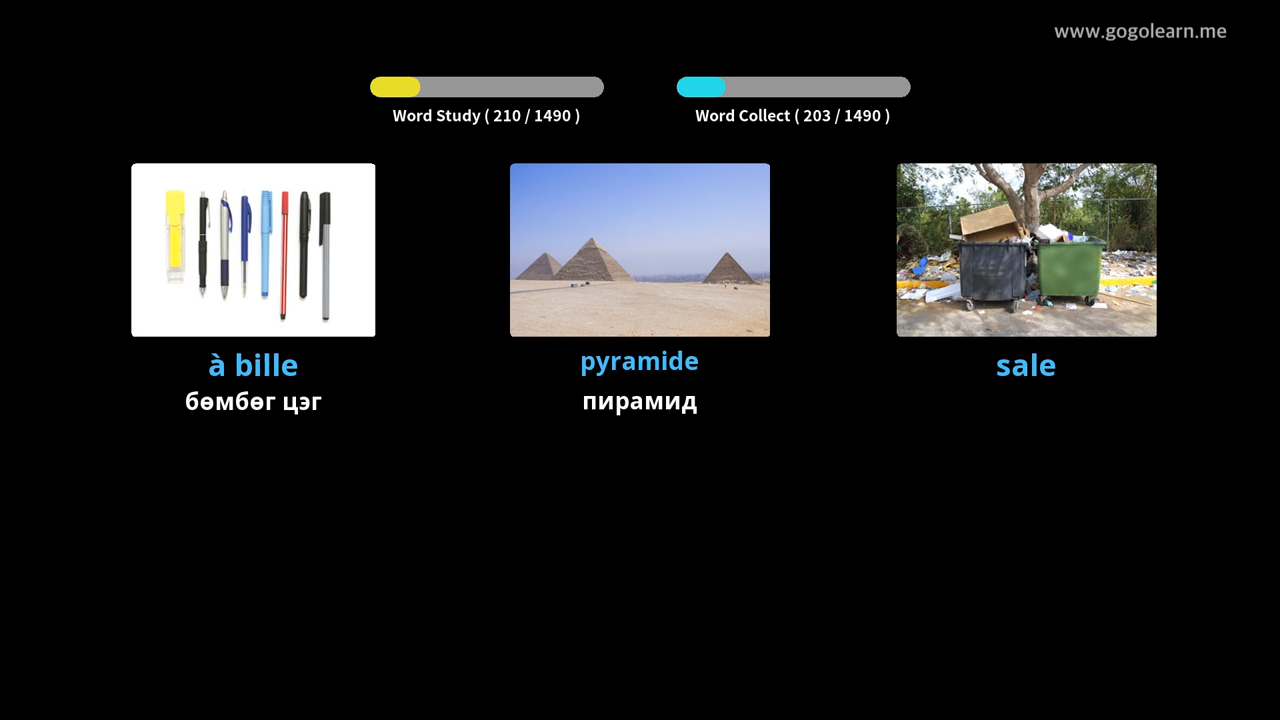 www.gogolearn.me
Word Study ( 210 / 1490 )
Word Collect ( 203 / 1490 )
à bille
бөмбөг цэг
pyramide
пирамид
sale